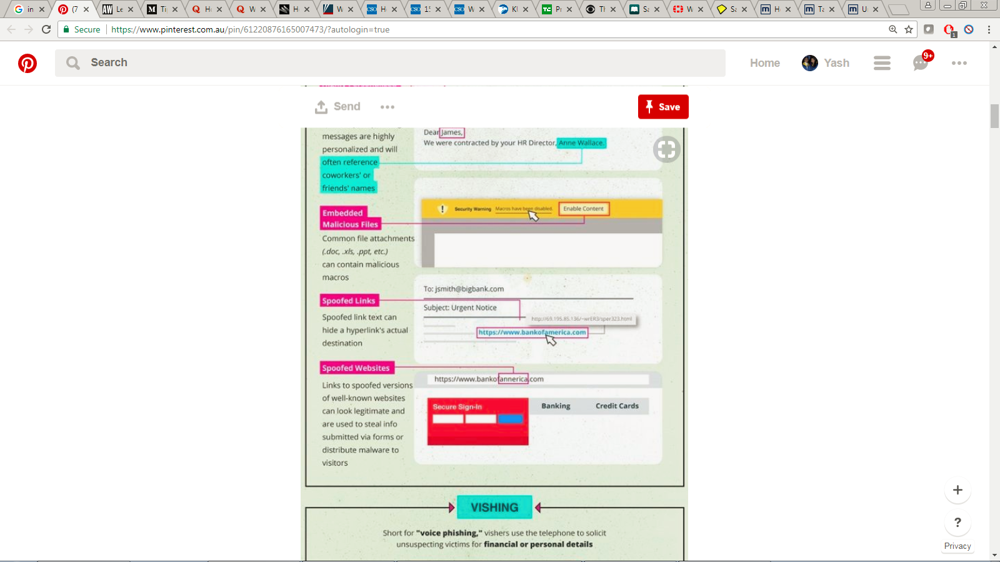 in
(7
Le
Ti
H
W
H
W
H
15
W
KI
Pr
Th
Sa
W
Sa
H
Ta
U
Secure
https://www.pinterest.com.au/pin/61220876165007473/?autologin=true
Search
Home
Yash
9+
Send
Save
messages are highly
personalized and will
often reference
coworkers' or
friends' names
Dear James,
We were contracted by your HR Director, Anne Wallace.
Embedded
Malicious Files
Common file attachments
(.doc, .xls, .ppt, etc.)
can contain malicious
macros
Security Warning Macros have been disabled. Enable Content
Spoofed Links
Spoofed link text can
hide a hyperlink's actual
destination
To: jsmith@bigbank.com
Subject: Urgent Notice
http://69.195.85.136/~wrER3/sper323.html
https://www.bankofamerica.com
Spoofed Websites
Links to spoofed versions
of well-known websites
can look legitimate and
are used to steal info
submitted via forms or
distribute malware to
visitors
https://www.bankofannerica.com
Secure Sign-In
Banking Credit Cards
VISHING
Short for "voice phishing," vishers use the telephone to solicit
unsuspecting victims for financial or personal details
+
?
Privacy